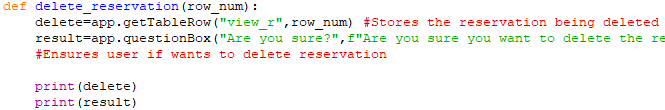 def delete_reservation(row_num):
    delete=app.getTableRow("view_r",row_num) #Stores the reservation being deleted
    result=app.questionBox("Are you sure?",f"Are you sure you want to delete the re
    #Ensures user if wants to delete reservation
    print(delete)
    print(result)